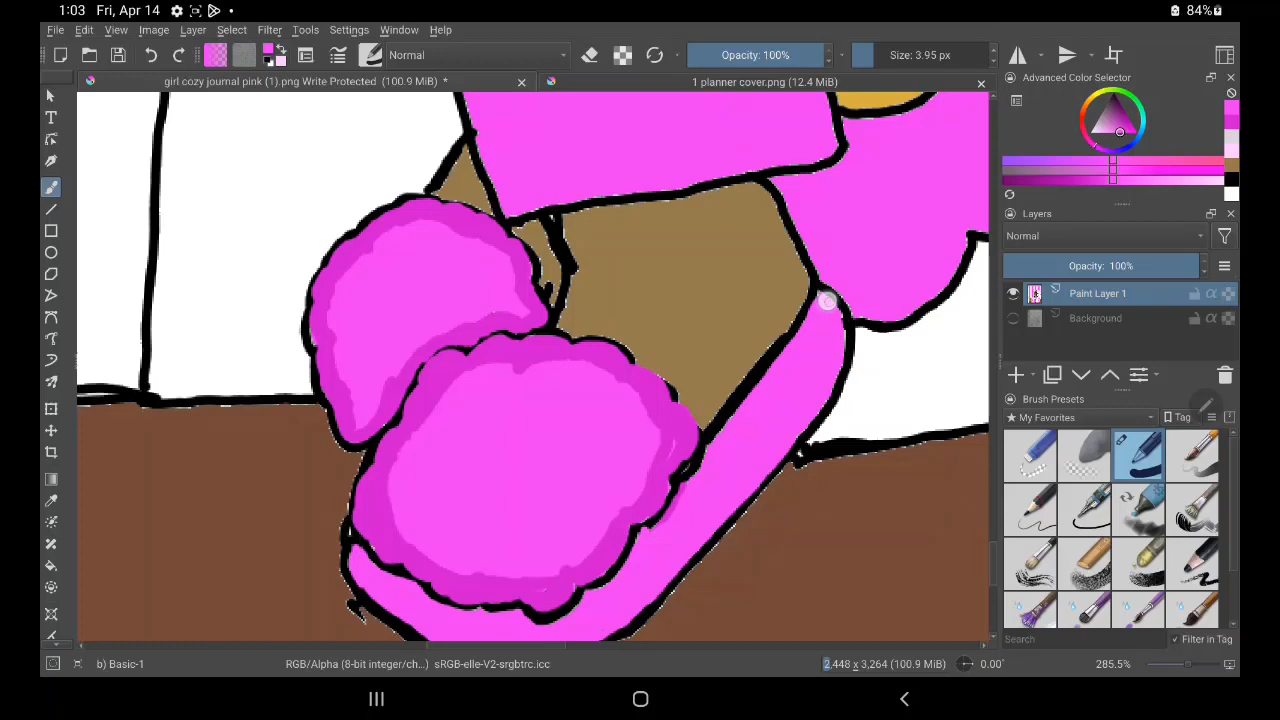 1:03 Fri, Apr 14
84%
File Edit View Image Layer Select Filter Tools Settings Window Help
Normal
Opacity: 100%
Size: 3.95 px
girl cozy journal pink (1).png Write Protected (100.9 MiB) *
1 planner cover.png (12.4 MiB)
Advanced Color Selector
Layers
Normal
Opacity: 100%
Paint Layer 1
Background
Brush Presets
My Favorites
Tag
Search
Filter in Tag
b) Basic-1
RGB/Alpha (8-bit integer/ch...)
sRGB-elle-V2-srgbtrc.icc
2,448 x 3,264 (100.9 MiB)
0.00°
285.5%